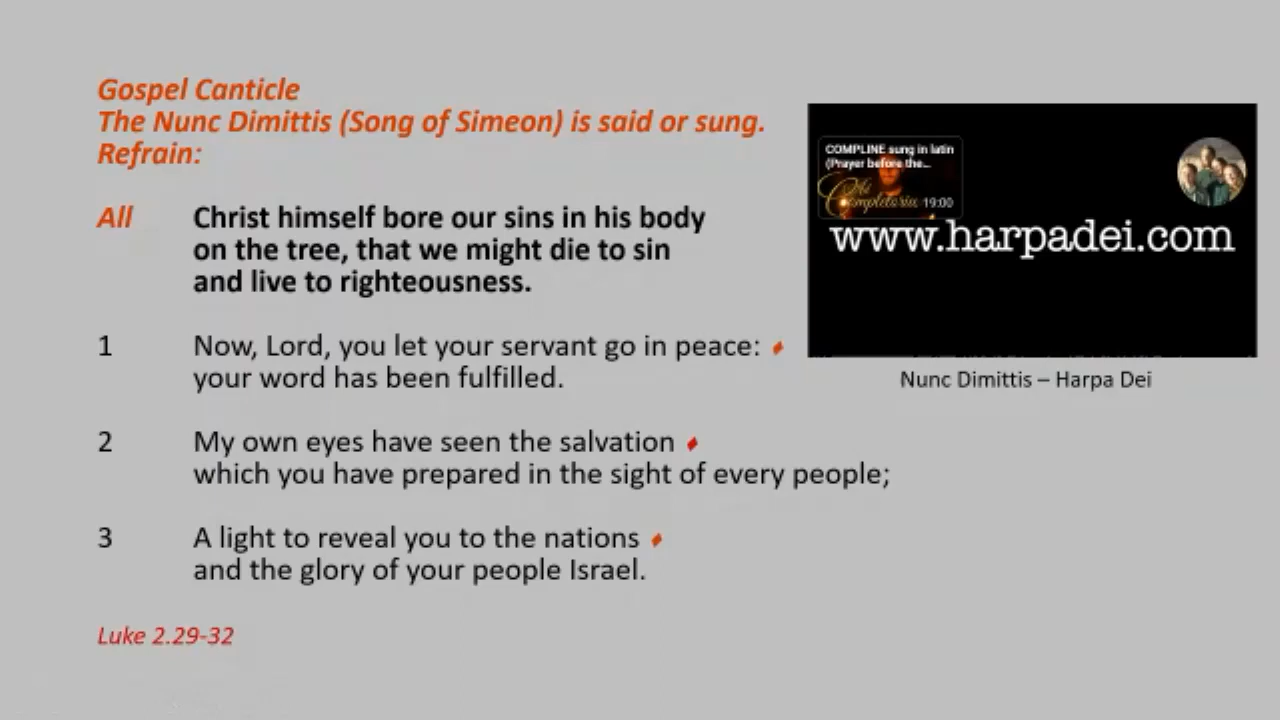 Gospel Canticle
The Nunc Dimittis (Song of Simeon) is said or sung.
Refrain:
All Christ himself bore our sins in his body
on the tree, that we might die to sin
and live to righteousness.
1 Now, Lord, you let your servant go in peace: ♦
your word has been fulfilled.
2 My own eyes have seen the salvation ♦
which you have prepared in the sight of every people;
3 A light to reveal you to the nations ♦
and the glory of your people Israel.
Luke 2.29-32
COMPLINE sung in latin
(Prayer before the...
Ad
Completorium
19:00
www.harpadei.com
Nunc Dimittis – Harpa Dei